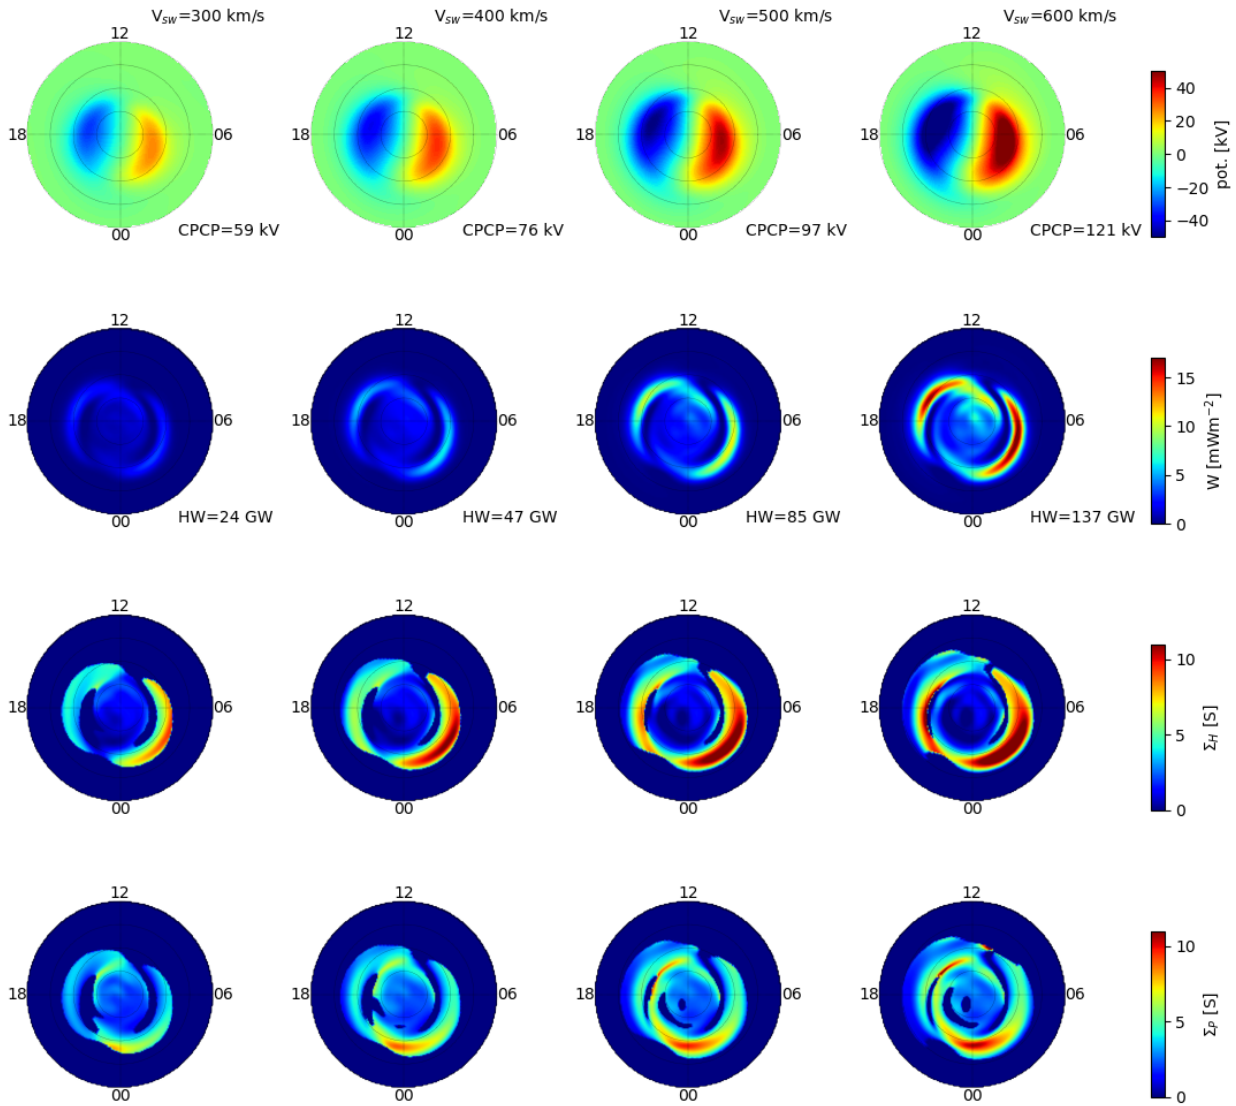 V_sw=300 km/s V_sw=400 km/s V_sw=500 km/s V_sw=600 km/s
12 12 12 12
18 06 18 06 18 06 18 06
00 00 00 00
CPCP=59 kV CPCP=76 kV CPCP=97 kV CPCP=121 kV
40
20
0
−20
−40
pot. [kV]
12 12 12 12
18 06 18 06 18 06 18 06
00 00 00 00
HW=24 GW HW=47 GW HW=85 GW HW=137 GW
15
10
5
0
W [mWm⁻²]
12 12 12 12
18 06 18 06 18 06 18 06
00 00 00 00
10
5
0
Σ_H [S]
12 12 12 12
18 06 18 06 18 06 18 06
00 00 00 00
10
5
0
Σ_P [S]